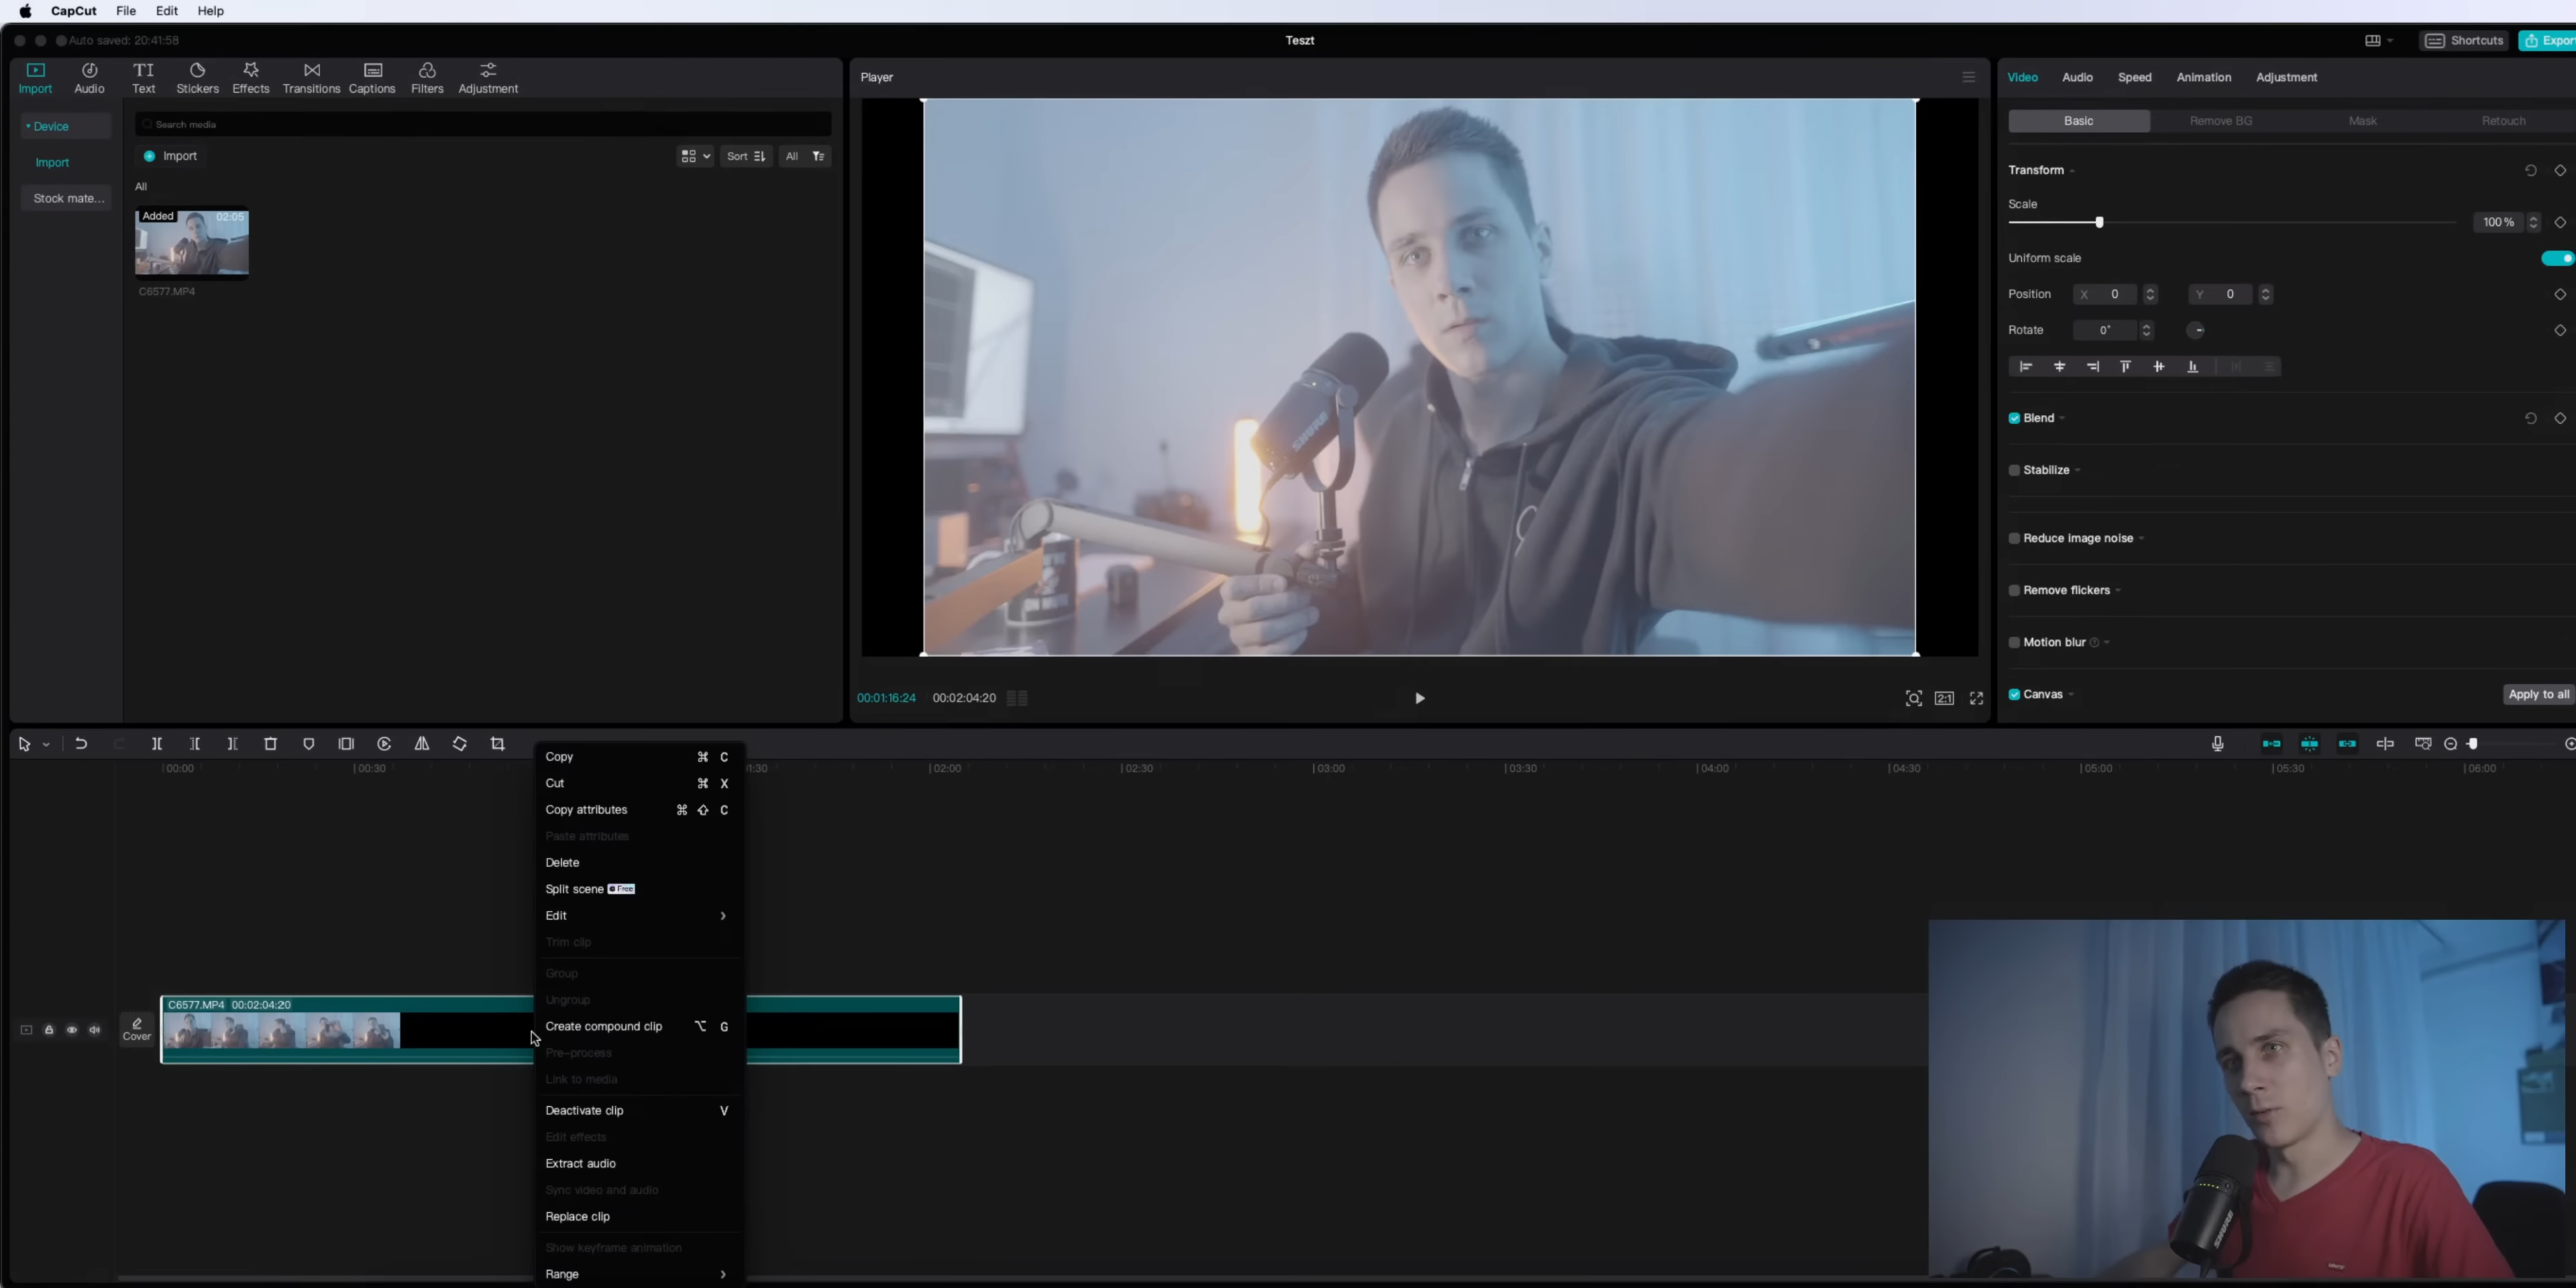 CapCut File Edit Help
Auto saved: 20:41:58
Teszt
Shortcuts
Export
Import Audio Text Stickers Effects Transitions Captions Filters Adjustment
Device
Import
Stock mate...
Search media
Import
Sort
All
All
Added 02:05
C6577.MP4
Player
SHURE
00:01:16:24 00:02:04:20
2:1
Video Audio Speed Animation Adjustment
Basic Remove BG Mask Retouch
Transform
Scale
100%
Uniform scale
Position X 0 Y 0
Rotate 0°
Blend
Stabilize
Reduce image noise
Remove flickers
Motion blur
Canvas
Apply to all
00:00 00:30 01:30 02:00 02:30 03:00 03:30 04:00 04:30 05:00 05:30 06:00
Copy ⌘ C
Cut ⌘ X
Copy attributes ⌘ ⇧ C
Paste attributes
Delete
Split scene Free
Edit
Trim clip
Group
Ungroup
Create compound clip ⌥ G
Pre-process
Link to media
Deactivate clip V
Edit effects
Extract audio
Sync video and audio
Replace clip
Show keyframe animation
Range
Cover
C6577.MP4 00:02:04:20
SHURE